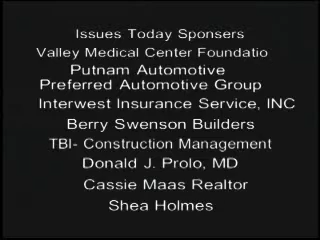 Issues Today Sponsers
Valley Medical Center Foundatio
Putnam Automotive
Preferred Automotive Group
Interwest Insurance Service, INC
Berry Swenson Builders
TBI- Construction Management
Donald J. Prolo, MD
Cassie Maas Realtor
Shea Holmes